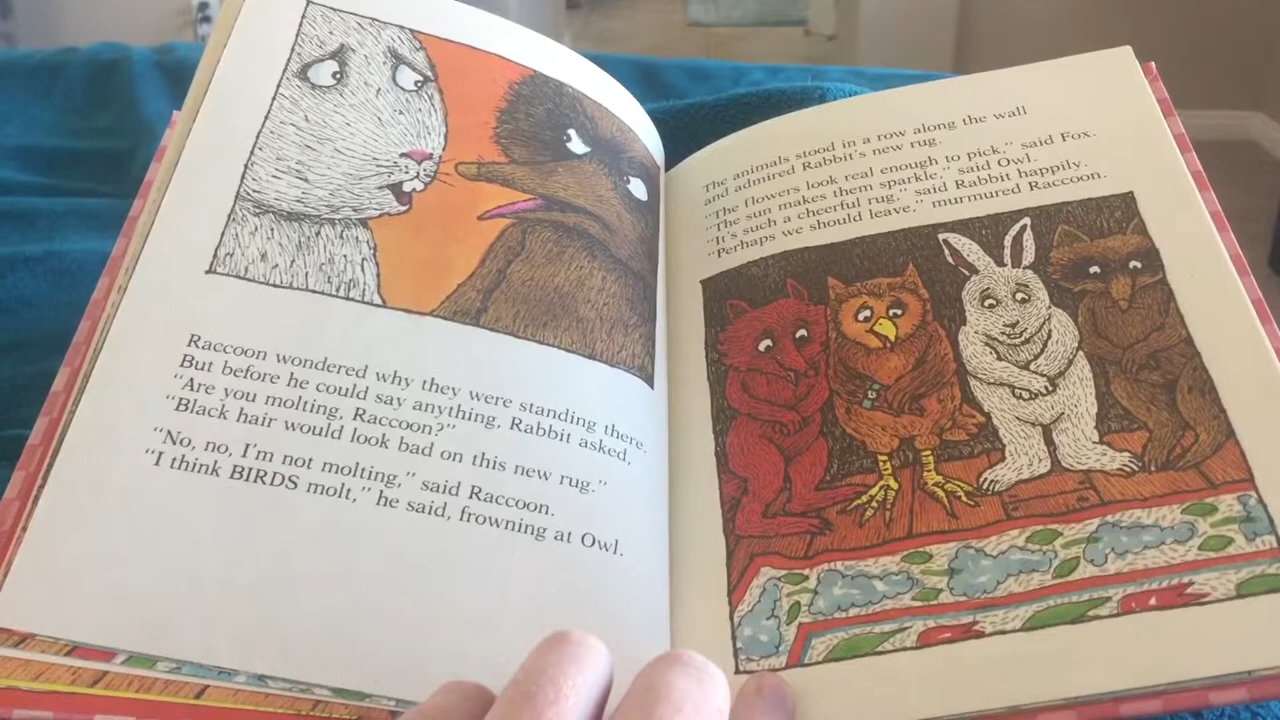 Raccoon wondered why they were standing there.
But before he could say anything, Rabbit asked,
“Are you molting, Raccoon?”
“Black hair would look bad on this new rug.”
“No, no, I’m not molting,” said Raccoon.
“I think BIRDS molt,” he said, frowning at Owl.
The animals stood in a row along the wall
and admired Rabbit’s new rug.
“The flowers look real enough to pick,” said Fox.
“The sun makes them sparkle,” said Owl.
“It’s such a cheerful rug,” said Rabbit happily.
“Perhaps we should leave,” murmured Raccoon.